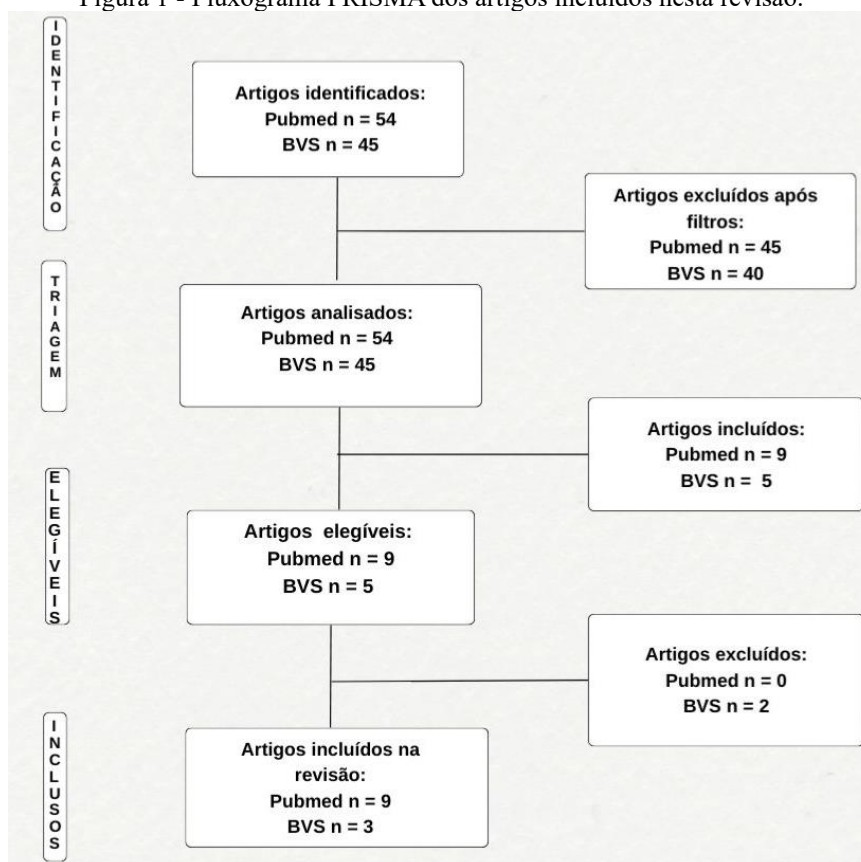 Figura 1 - Fluxograma PRISMA dos artigos incluídos nesta revisão.
IDENTIFICAÇÃO
Artigos identificados:
Pubmed n = 54
BVS n = 45
Artigos excluídos após
filtros:
Pubmed n = 45
BVS n = 40
TRIAGEM
Artigos analisados:
Pubmed n = 54
BVS n = 45
Artigos incluídos:
Pubmed n = 9
BVS n = 5
ELEGÍVEIS
Artigos elegíveis:
Pubmed n = 9
BVS n = 5
Artigos excluídos:
Pubmed n = 0
BVS n = 2
INCLUSOS
Artigos incluídos na
revisão:
Pubmed n = 9
BVS n = 3